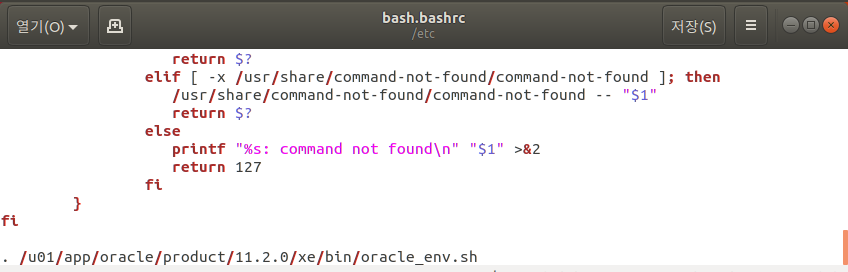 열기(O)
bash.bashrc
/etc
저장(S)
return $?
elif [ -x /usr/share/command-not-found/command-not-found ]; then
/usr/share/command-not-found/command-not-found -- "$1"
return $?
else
printf "%s: command not found\n" "$1" >&2
return 127
fi
}
fi
. /u01/app/oracle/product/11.2.0/xe/bin/oracle_env.sh